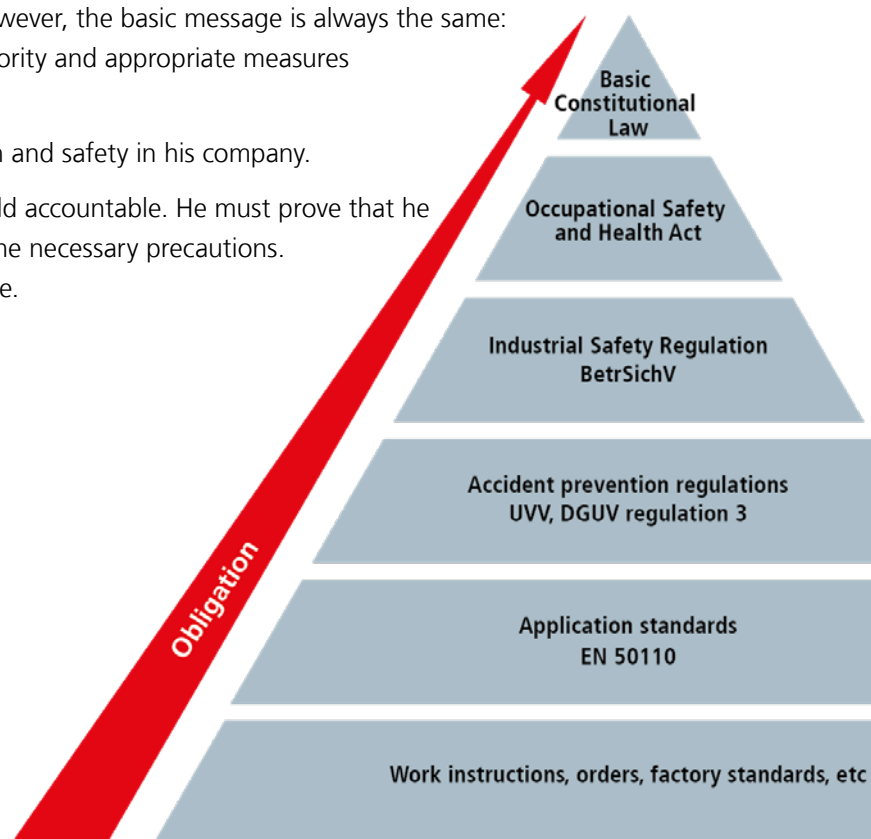 wever, the basic message is always the same:
ority and appropriate measures
and safety in his company.
ld accountable. He must prove that he
he necessary precautions.
e.
Basic
Constitutional
Law
Occupational Safety
and Health Act
Industrial Safety Regulation
BetrSichV
Accident prevention regulations
UVV, DGUV regulation 3
Application standards
EN 50110
Work instructions, orders, factory standards, etc
Obligation